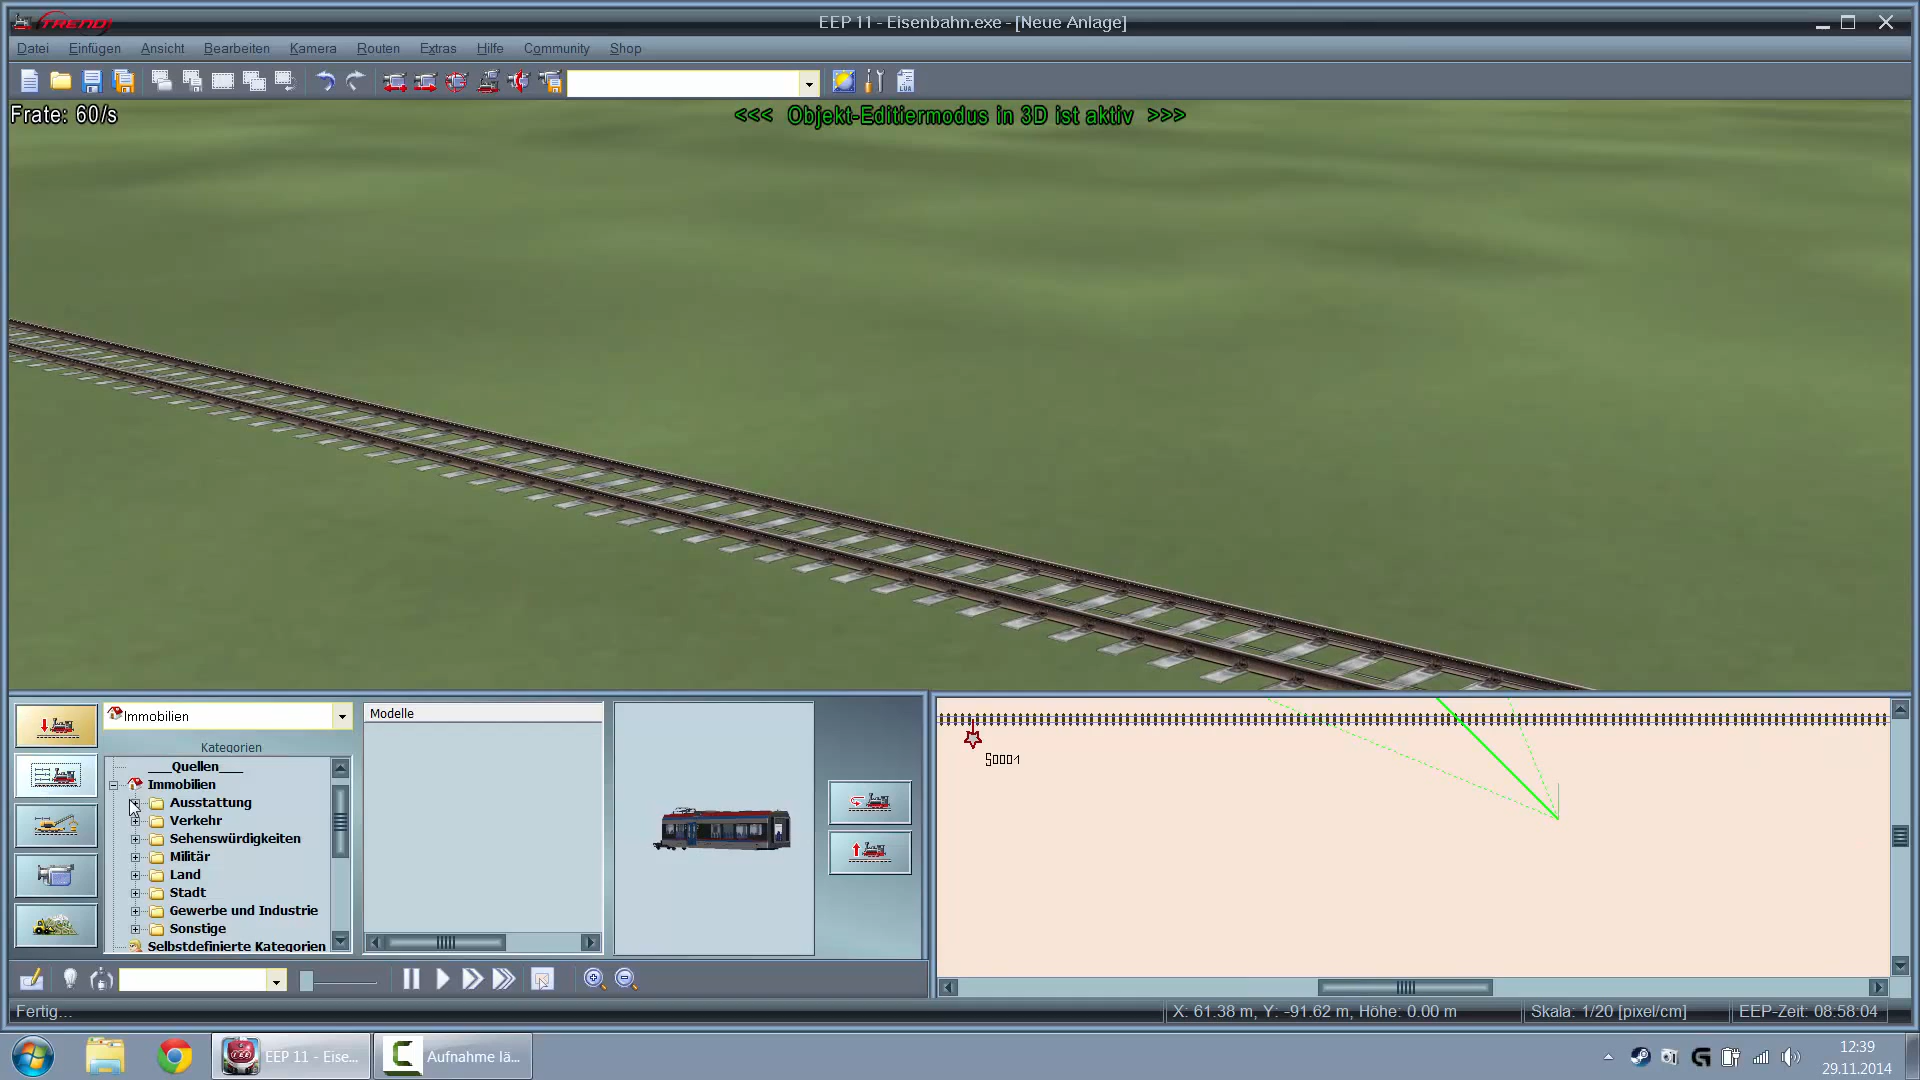 TREND
EEP 11 - Eisenbahn.exe - [Neue Anlage]
Datei Einfügen Ansicht Bearbeiten Kamera Routen Extras Hilfe Community Shop
LUA
Frate: 60/s
<<< Objekt-Editiermodus in 3D ist aktiv >>>
Immobilien
Kategorien
___Quellen___
Immobilien
Ausstattung
Verkehr
Sehenswürdigkeiten
Militär
Land
Stadt
Gewerbe und Industrie
Sonstige
Selbstdefinierte Kategorien
Modelle
S0001
Fertig...
X: 61.38 m, Y: -91.62 m, Höhe: 0.00 m
Skala: 1/20 [pixel/cm]
EEP-Zeit: 08:58:04
EEP 11 - Eise...
Aufnahme lä...
12:39
29.11.2014